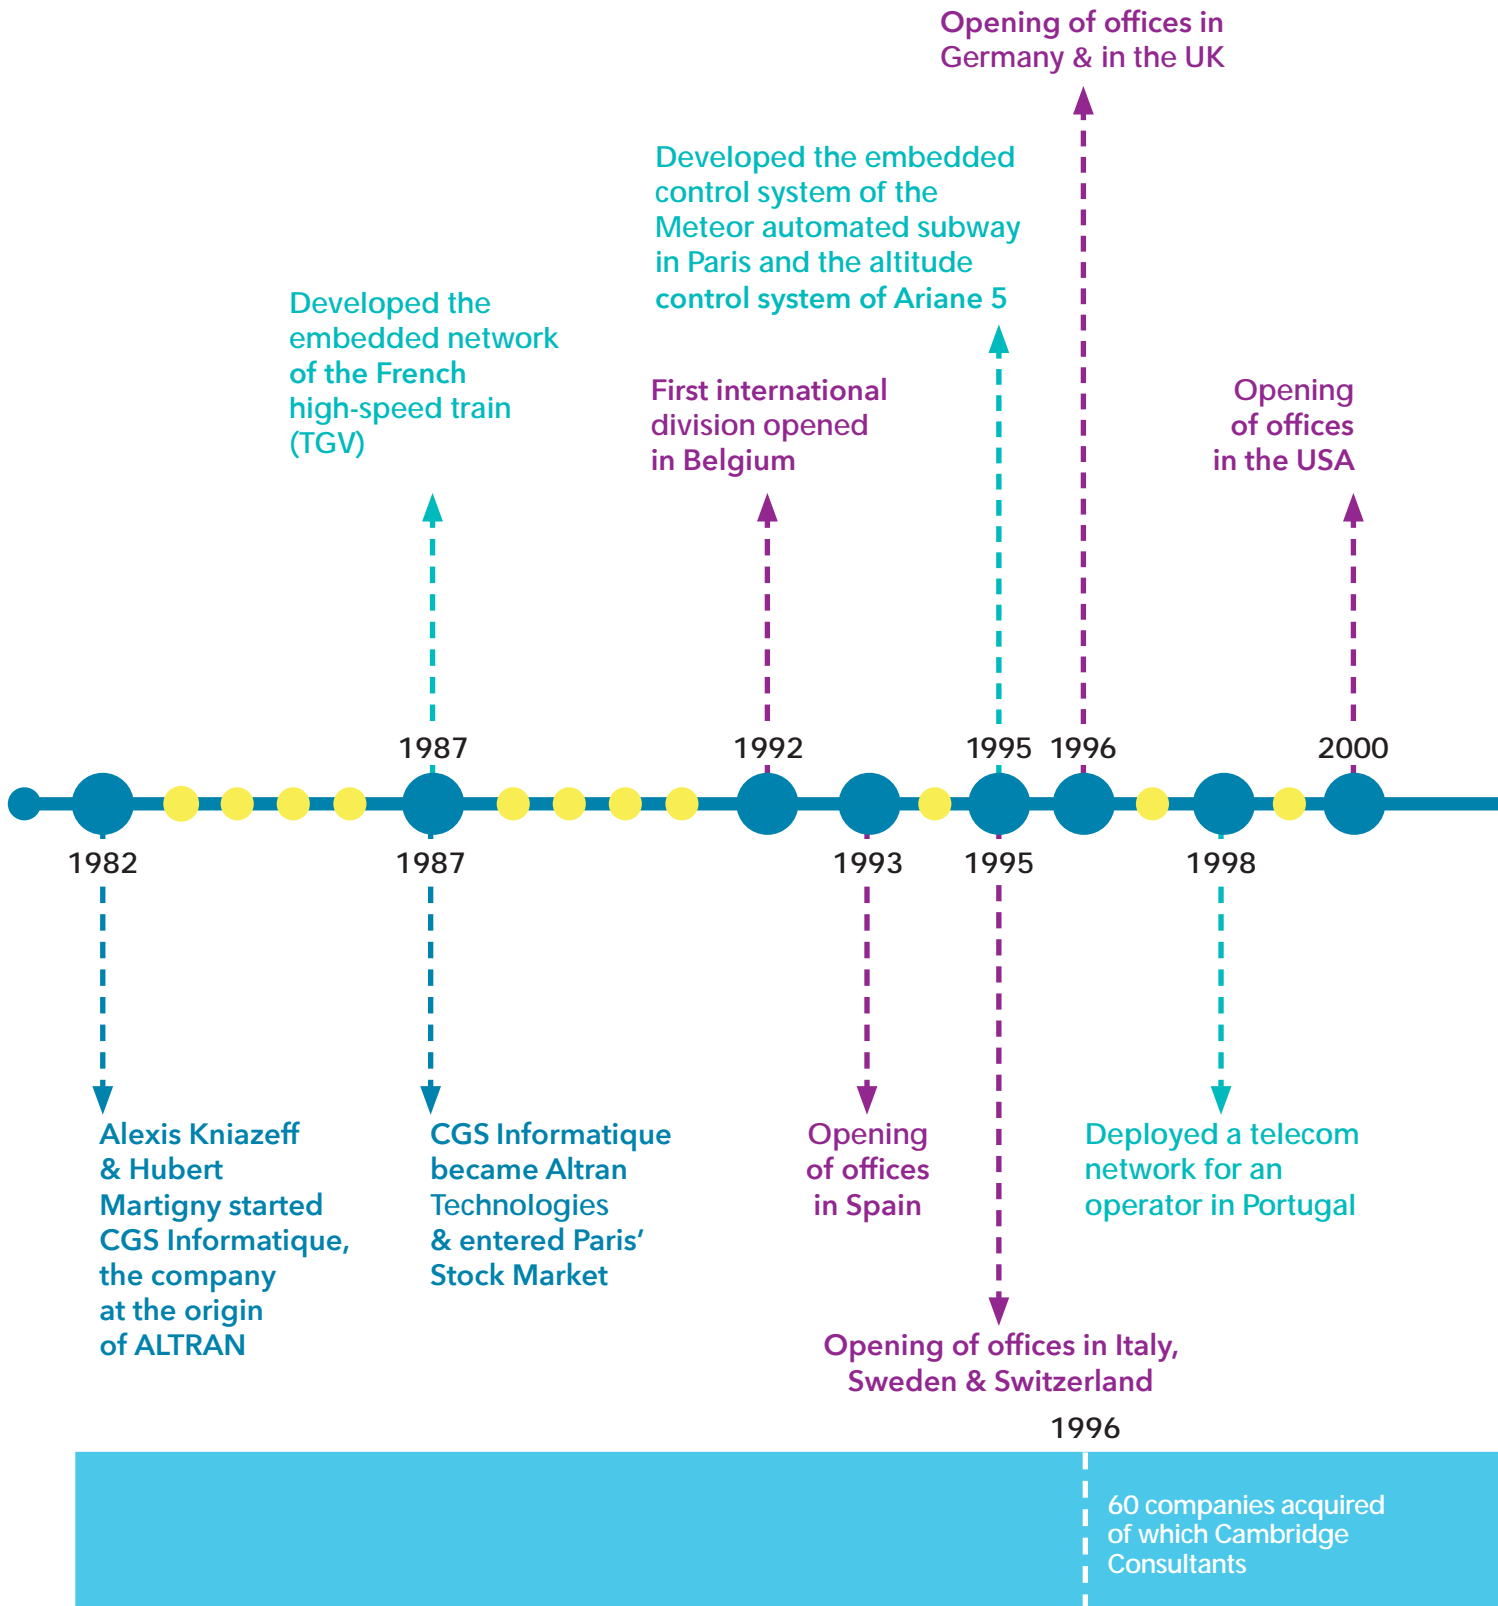 Opening of offices in
Germany & in the UK
Developed the embedded
control system of the
Meteor automated subway
in Paris and the altitude
control system of Ariane 5
Developed the
embedded network
of the French
high-speed train
(TGV)
First international
division opened
in Belgium
Opening
of offices
in the USA
1987
1992
1995
1996
2000
1982
1987
1993
1995
1998
Alexis Kniazeff
& Hubert
Martigny started
CGS Informatique,
the company
at the origin
of ALTRAN
CGS Informatique
became Altran
Technologies
& entered Paris’
Stock Market
Opening
of offices
in Spain
Deployed a telecom
network for an
operator in Portugal
Opening of offices in Italy,
Sweden & Switzerland
1996
60 companies acquired
of which Cambridge
Consultants